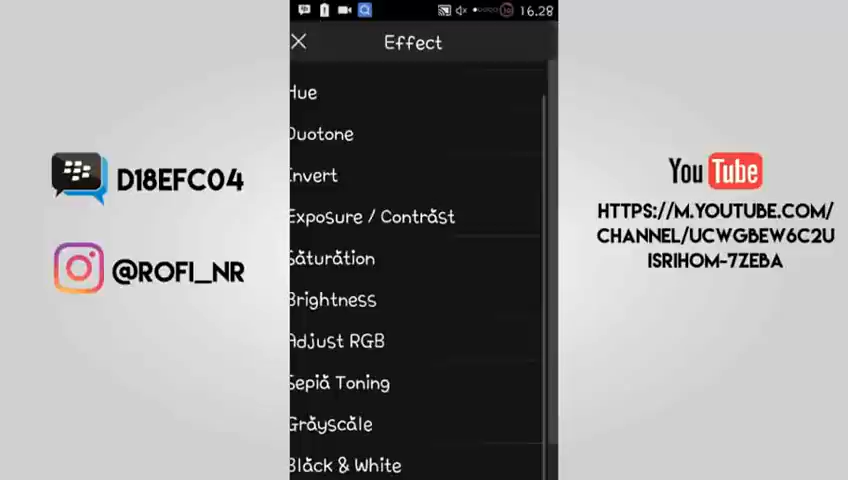 16.28
Effect
Hue
Duotone
Invert
Exposure / Contrast
Saturation
Brightness
Adjust RGB
Sepia Toning
Grayscale
Black & White
D18EFC04
@ROFI_NR
YouTube
HTTPS://M.YOUTUBE.COM/
CHANNEL/UCWGBEW6C2U
ISRIHOM-7ZEBA